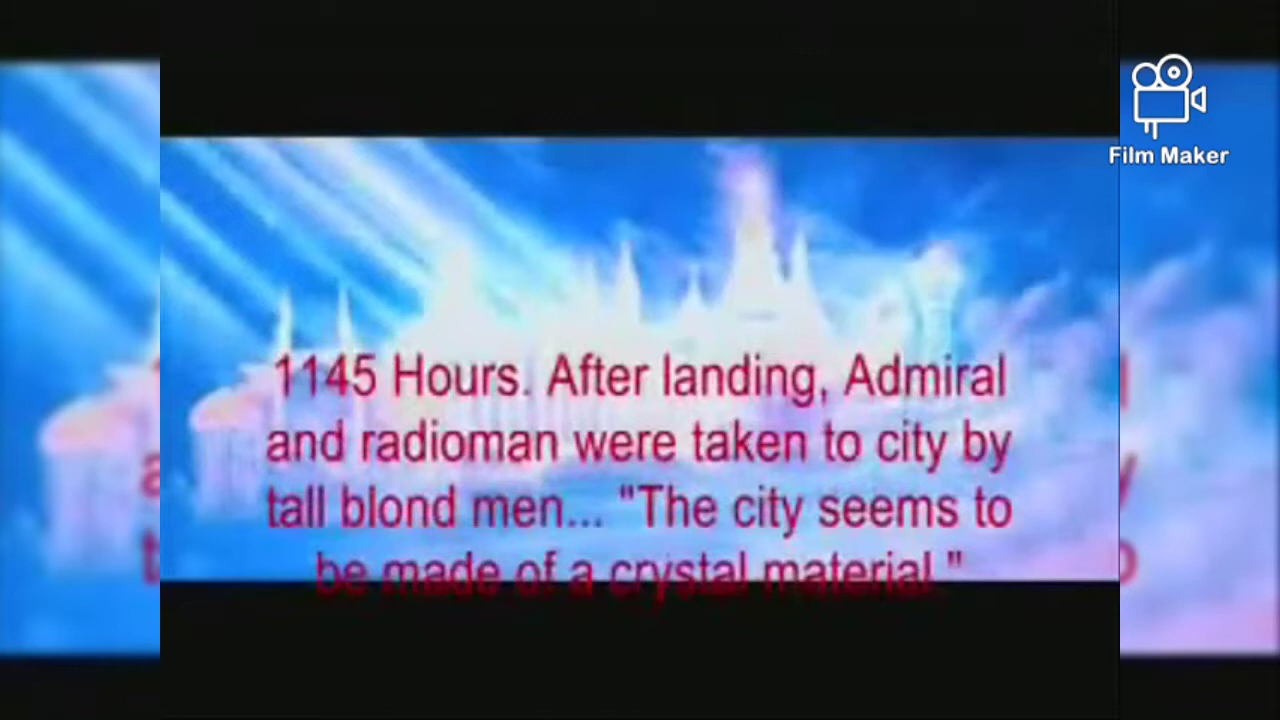 Film Maker
1145 Hours. After landing, Admiral
and radioman were taken to city by
tall blond men... "The city seems to
be made of a crystal material."